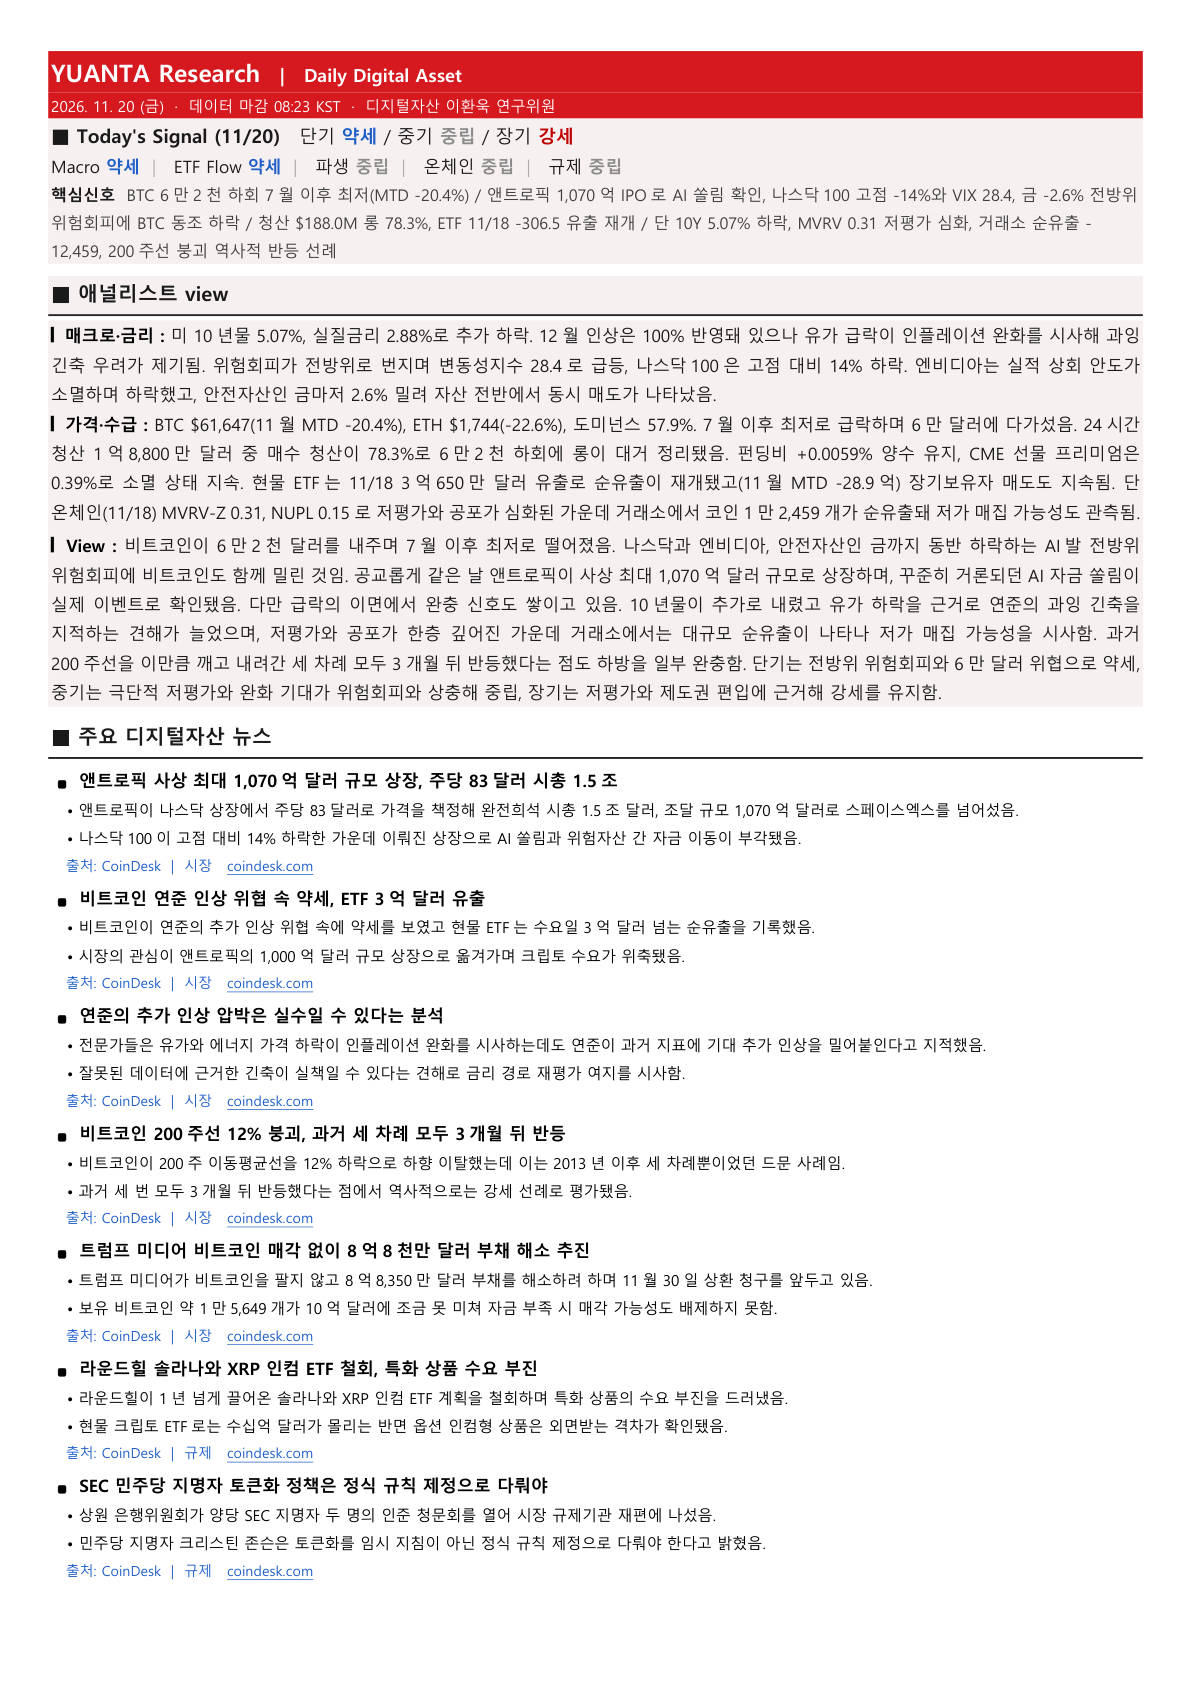 YUANTA Research | Daily Digital Asset
2026. 11. 20 (금) · 데이터 마감 08:23 KST · 디지털자산 이환욱 연구위원
■ Today's Signal (11/20) 단기 약세 / 중기 중립 / 장기 강세
Macro 약세 | ETF Flow 약세 | 파생 중립 | 온체인 중립 | 규제 중립
핵심신호 BTC 6만2천 하회 7월 이후 최저(MTD -20.4%) / 앤트로픽 1,070억 IPO로 AI 쏠림 확인, 나스닥100 고점 -14%와 VIX 28.4, 금 -2.6% 전방위
위험회피에 BTC 동조 하락 / 청산 $188.0M 롱 78.3%, ETF 11/18 -306.5 유출 재개 / 단 10Y 5.07% 하락, MVRV 0.31 저평가 심화, 거래소 순유출 -
12,459, 200주선 붕괴 역사적 반등 선례
■ 애널리스트 view
┃ 매크로·금리 : 미 10년물 5.07%, 실질금리 2.88%로 추가 하락. 12월 인상은 100% 반영돼 있으나 유가 급락이 인플레이션 완화를 시사해 과잉
긴축 우려가 제기됨. 위험회피가 전방위로 번지며 변동성지수 28.4로 급등, 나스닥100은 고점 대비 14% 하락. 엔비디아는 실적 상회 안도가
소멸하며 하락했고, 안전자산인 금마저 2.6% 밀려 자산 전반에서 동시 매도가 나타났음.
┃ 가격·수급 : BTC $61,647(11월 MTD -20.4%), ETH $1,744(-22.6%), 도미넌스 57.9%. 7월 이후 최저로 급락하며 6만 달러에 다가섰음. 24시간
청산 1억8,800만 달러 중 매수 청산이 78.3%로 6만2천 하회에 롱이 대거 정리됐음. 펀딩비 +0.0059% 양수 유지, CME 선물 프리미엄은
0.39%로 소멸 상태 지속. 현물 ETF는 11/18 3억650만 달러 유출로 순유출이 재개됐고(11월 MTD -28.9억) 장기보유자 매도도 지속됨. 단
온체인(11/18) MVRV-Z 0.31, NUPL 0.15로 저평가와 공포가 심화된 가운데 거래소에서 코인 1만2,459개가 순유출돼 저가 매집 가능성도 관측됨.
┃ View : 비트코인이 6만2천 달러를 내주며 7월 이후 최저로 떨어졌음. 나스닥과 엔비디아, 안전자산인 금까지 동반 하락하는 AI발 전방위
위험회피에 비트코인도 함께 밀린 것임. 공교롭게 같은 날 앤트로픽이 사상 최대 1,070억 달러 규모로 상장하며, 꾸준히 거론되던 AI 자금 쏠림이
실제 이벤트로 확인됐음. 다만 급락의 이면에서 완충 신호도 쌓이고 있음. 10년물이 추가로 내렸고 유가 하락을 근거로 연준의 과잉 긴축을
지적하는 견해가 늘었으며, 저평가와 공포가 한층 깊어진 가운데 거래소에서는 대규모 순유출이 나타나 저가 매집 가능성을 시사함. 과거
200주선을 이만큼 깨고 내려간 세 차례 모두 3개월 뒤 반등했다는 점도 하방을 일부 완충함. 단기는 전방위 위험회피와 6만 달러 위협으로 약세,
중기는 극단적 저평가와 완화 기대가 위험회피와 상충해 중립, 장기는 저평가와 제도권 편입에 근거해 강세를 유지함.
■ 주요 디지털자산 뉴스
■ 앤트로픽 사상 최대 1,070억 달러 규모 상장, 주당 83달러 시총 1.5조
• 앤트로픽이 나스닥 상장에서 주당 83달러로 가격을 책정해 완전희석 시총 1.5조 달러, 조달 규모 1,070억 달러로 스페이스엑스를 넘어섰음.
• 나스닥100이 고점 대비 14% 하락한 가운데 이뤄진 상장으로 AI 쏠림과 위험자산 간 자금 이동이 부각됐음.
출처: CoinDesk | 시장 coindesk.com
■ 비트코인 연준 인상 위협 속 약세, ETF 3억 달러 유출
• 비트코인이 연준의 추가 인상 위협 속에 약세를 보였고 현물 ETF는 수요일 3억 달러 넘는 순유출을 기록했음.
• 시장의 관심이 앤트로픽의 1,000억 달러 규모 상장으로 옮겨가며 크립토 수요가 위축됐음.
출처: CoinDesk | 시장 coindesk.com
■ 연준의 추가 인상 압박은 실수일 수 있다는 분석
• 전문가들은 유가와 에너지 가격 하락이 인플레이션 완화를 시사하는데도 연준이 과거 지표에 기대 추가 인상을 밀어붙인다고 지적했음.
• 잘못된 데이터에 근거한 긴축이 실책일 수 있다는 견해로 금리 경로 재평가 여지를 시사함.
출처: CoinDesk | 시장 coindesk.com
■ 비트코인 200주선 12% 붕괴, 과거 세 차례 모두 3개월 뒤 반등
• 비트코인이 200주 이동평균선을 12% 하락으로 하향 이탈했는데 이는 2013년 이후 세 차례뿐이었던 드문 사례임.
• 과거 세 번 모두 3개월 뒤 반등했다는 점에서 역사적으로는 강세 선례로 평가됐음.
출처: CoinDesk | 시장 coindesk.com
■ 트럼프 미디어 비트코인 매각 없이 8억8천만 달러 부채 해소 추진
• 트럼프 미디어가 비트코인을 팔지 않고 8억8,350만 달러 부채를 해소하려 하며 11월 30일 상환 청구를 앞두고 있음.
• 보유 비트코인 약 1만5,649개가 10억 달러에 조금 못 미쳐 자금 부족 시 매각 가능성도 배제하지 못함.
출처: CoinDesk | 시장 coindesk.com
■ 라운드힐 솔라나와 XRP 인컴 ETF 철회, 특화 상품 수요 부진
• 라운드힐이 1년 넘게 끌어온 솔라나와 XRP 인컴 ETF 계획을 철회하며 특화 상품의 수요 부진을 드러냈음.
• 현물 크립토 ETF로는 수십억 달러가 몰리는 반면 옵션 인컴형 상품은 외면받는 격차가 확인됐음.
출처: CoinDesk | 규제 coindesk.com
■ SEC 민주당 지명자 토큰화 정책은 정식 규칙 제정으로 다뤄야
• 상원 은행위원회가 양당 SEC 지명자 두 명의 인준 청문회를 열어 시장 규제기관 재편에 나섰음.
• 민주당 지명자 크리스틴 존슨은 토큰화를 임시 지침이 아닌 정식 규칙 제정으로 다뤄야 한다고 밝혔음.
출처: CoinDesk | 규제 coindesk.com